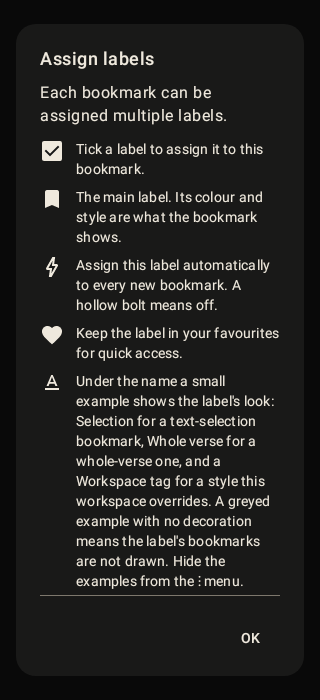 Assign labels
Each bookmark can be
assigned multiple labels.
Tick a label to assign it to this
bookmark.
The main label. Its colour and
style are what the bookmark
shows.
Assign this label automatically
to every new bookmark. A
hollow bolt means off.
Keep the label in your favourites
for quick access.
A
Under the name a small
example shows the label's look:
Selection for a text-selection
bookmark, Whole verse for a
whole-verse one, and a
Workspace tag for a style this
workspace overrides. A greyed
example with no decoration
means the label's bookmarks
are not drawn. Hide the
examples from the ⋮ menu.
OK